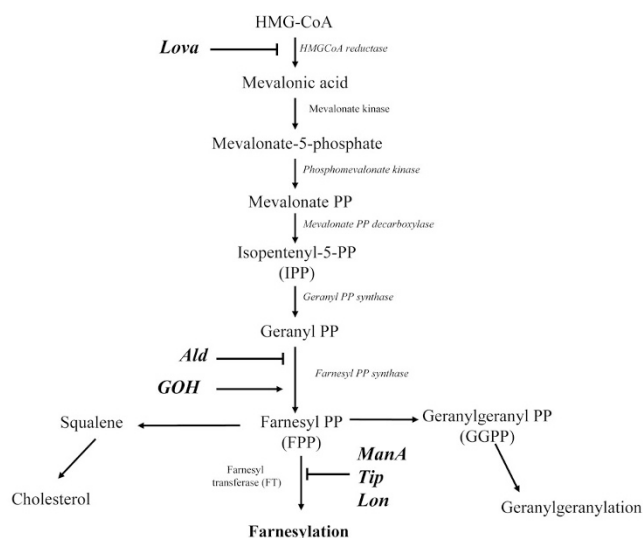 HMG-CoA
Lova
HMGCoA reductase
Mevalonic acid
Mevalonate kinase
Mevalonate-5-phosphate
Phosphomevalonate kinase
Mevalonate PP
Mevalonate PP decarboxylase
Isopentenyl-5-PP
(IPP)
Geranyl PP synthase
Geranyl PP
Ald
Farnesyl PP synthase
GOH
Squalene
Farnesyl PP
(FPP)
Geranylgeranyl PP
(GGPP)
Farnesyl
transferase (FT)
ManA
Tip
Lon
Cholesterol
Geranylgeranylation
Farnesylation